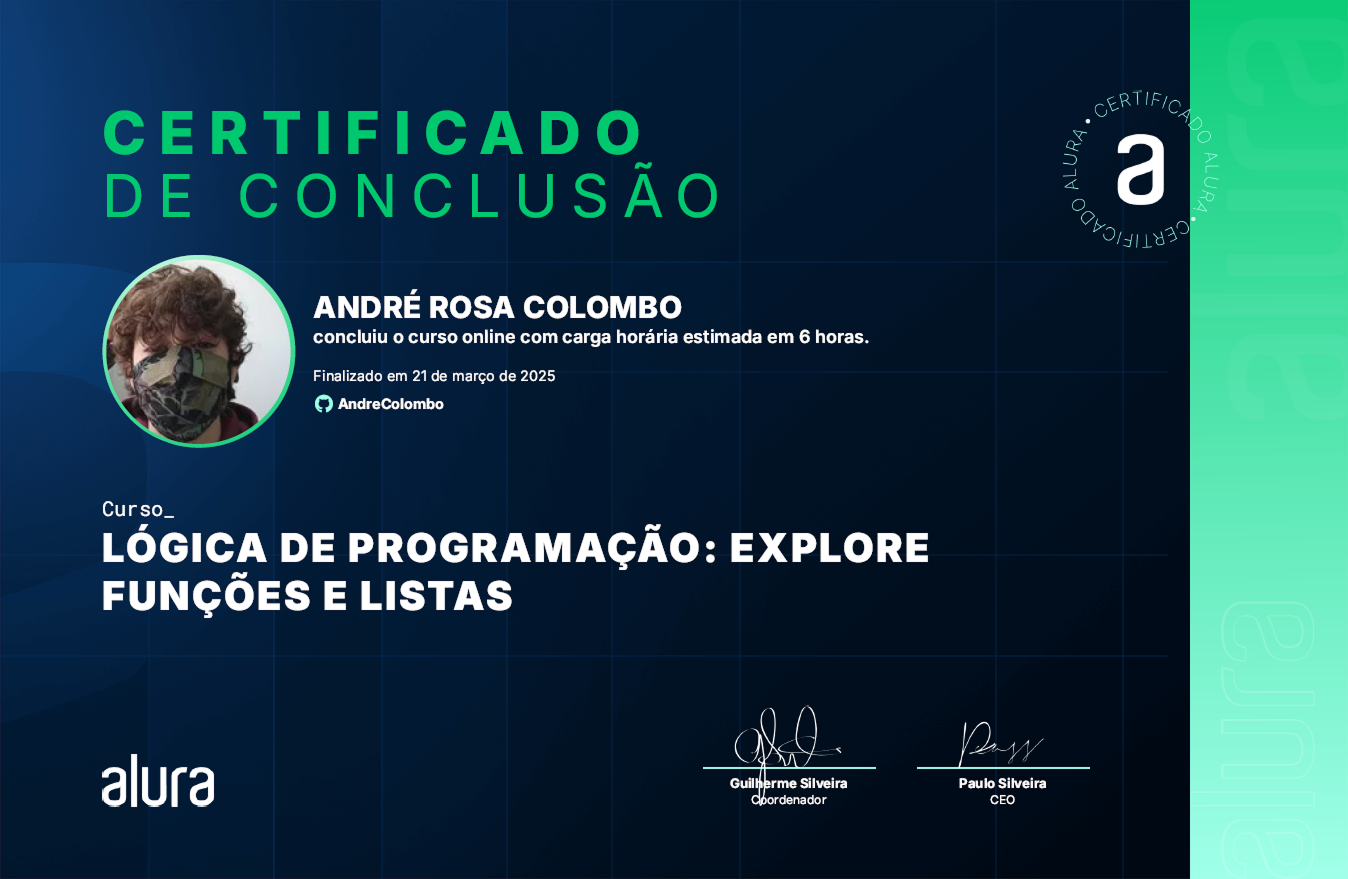 CERTIFICADO
DE CONCLUSÃO
CERTIFICADO ALURA • CERTIFICADO ALURA •
a
ANDRÉ ROSA COLOMBO
concluiu o curso online com carga horária estimada em 6 horas.
Finalizado em 21 de março de 2025
AndreColombo
Curso_
LÓGICA DE PROGRAMAÇÃO: EXPLORE
FUNÇÕES E LISTAS
alura
Guilherme Silveira
Coordenador
Paulo Silveira
CEO
alura
alura